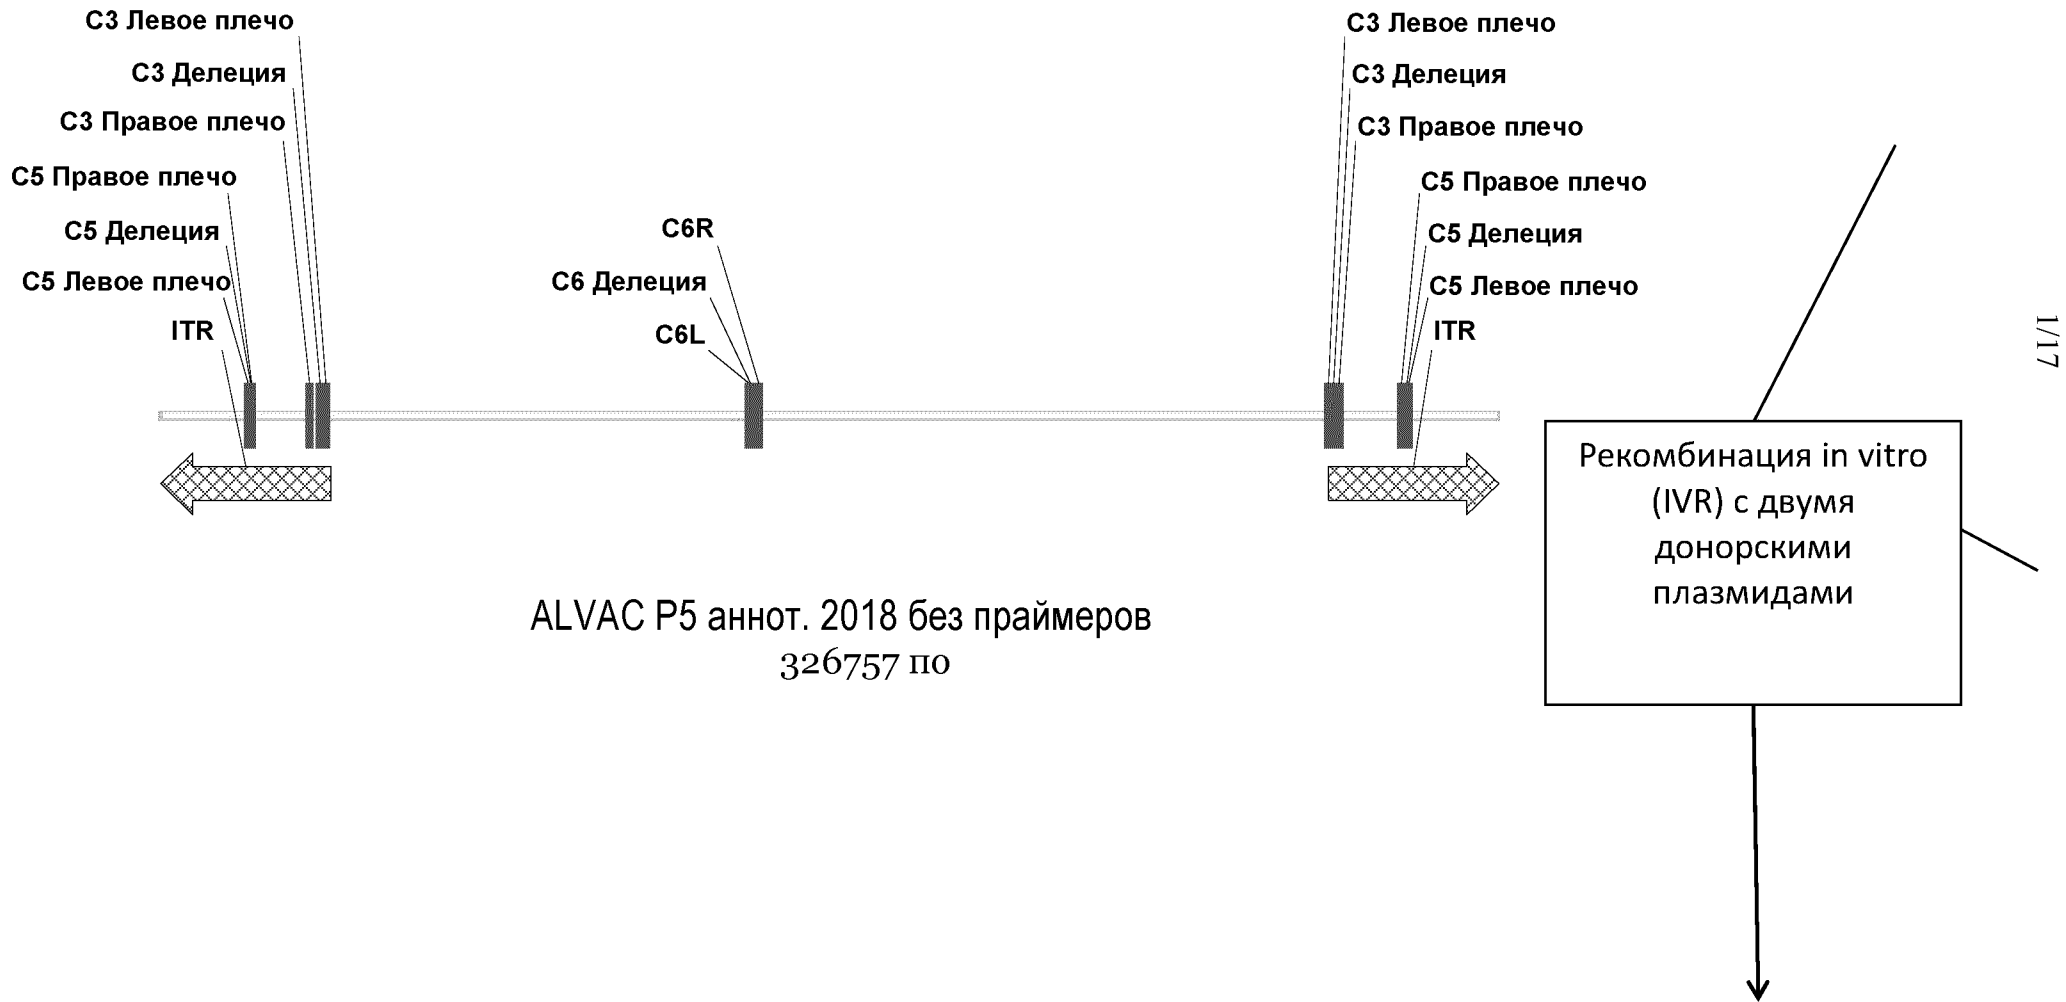 C3 Левое плечо
C3 Делеция
C3 Правое плечо
C5 Правое плечо
C5 Делеция
C5 Левое плечо
ITR
C6R
C6 Делеция
C6L
C3 Левое плечо
C3 Делеция
C3 Правое плечо
C5 Правое плечо
C5 Делеция
C5 Левое плечо
ITR
ALVAC P5 аннот. 2018 без праймеров
326757 по
Рекомбинация in vitro
(IVR) с двумя
донорскими
плазмидами
1/17